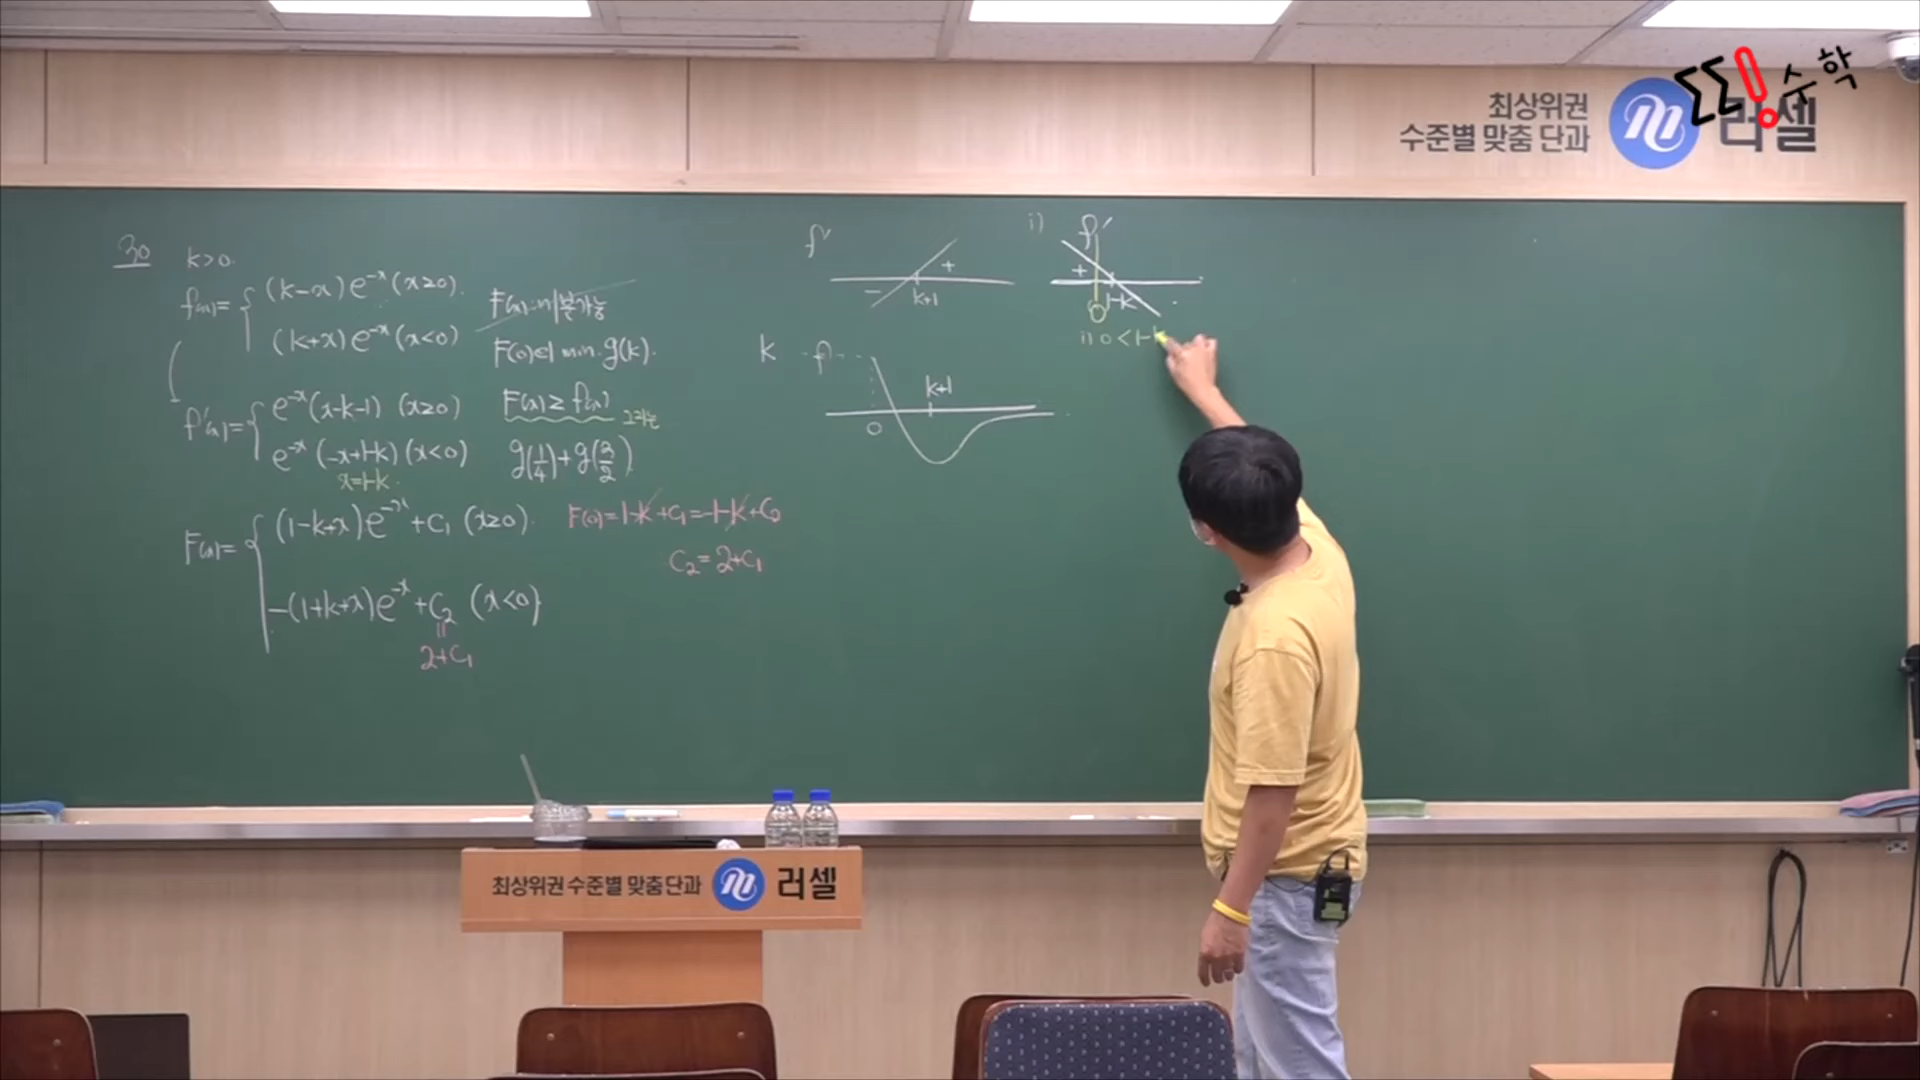 띵! 수학
최상위권
수준별 맞춤 단과
러셀
30
k>0
f(x)= { (k-x)e^{-x} (x≥0)
(k+x)e^{-x} (x<0)
F(x): 미분가능
F(0)의 min. g(k).
f'(x)= { e^{-x}(x-k-1) (x≥0)
e^{-x}(-x+1-k) (x<0)
x=1-k.
F(x)≥f(x)
g(1/4)+g(3/2)
F(x)= { (1-k+x)e^{-x}+C₁ (x≥0).
-(1+k+x)e^{-x}+C₂ (x<0)
=
2+C₁
F(0)=1-k+C₁=-1-k+C₂
C₂=2+C₁
f'
- +
k+1
k f
0
k+1
i)
f'
+
0
1-k
i) 0<1-k
최상위권 수준별 맞춤 단과 러셀